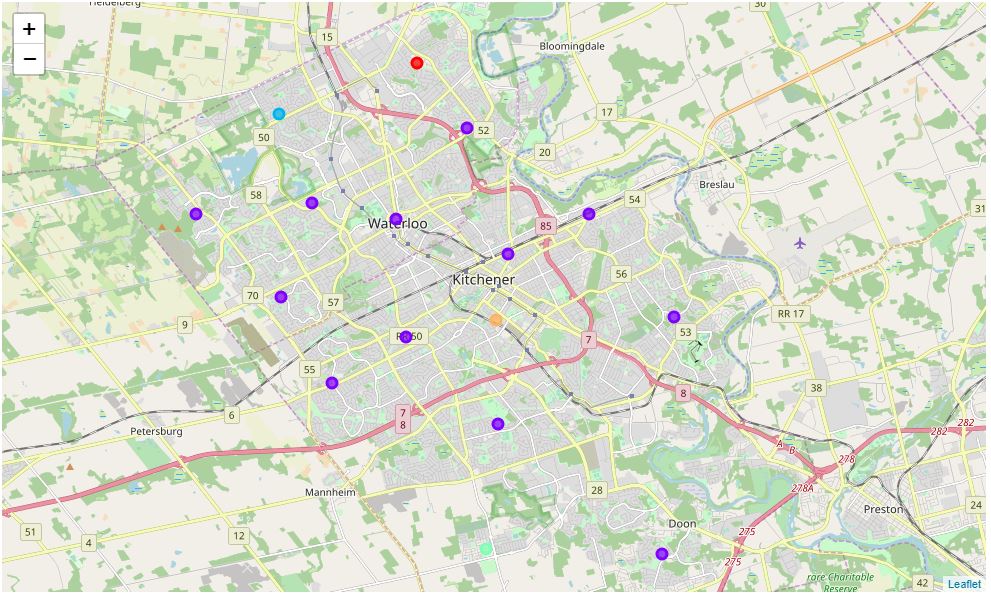 Heidelberg
30
+
15
−
Bloomingdale
17
52
50
20
Breslau
58
54
31
Waterloo
85
56
Kitchener
70
57
RR 17
9
53
7
55
38
8
6
7
8
Petersburg
282
282
A
B
278
278A
Mannheim
28
24
Preston
Doon
51
12
4
275
275
rare Charitable
Reserve
42
Leaflet